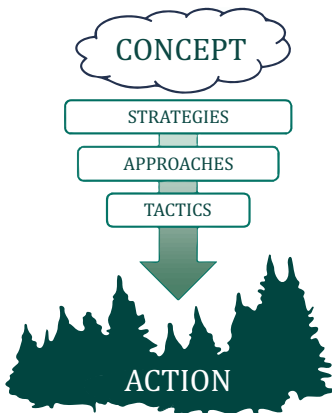 CONCEPT
STRATEGIES
APPROACHES
TACTICS
ACTION